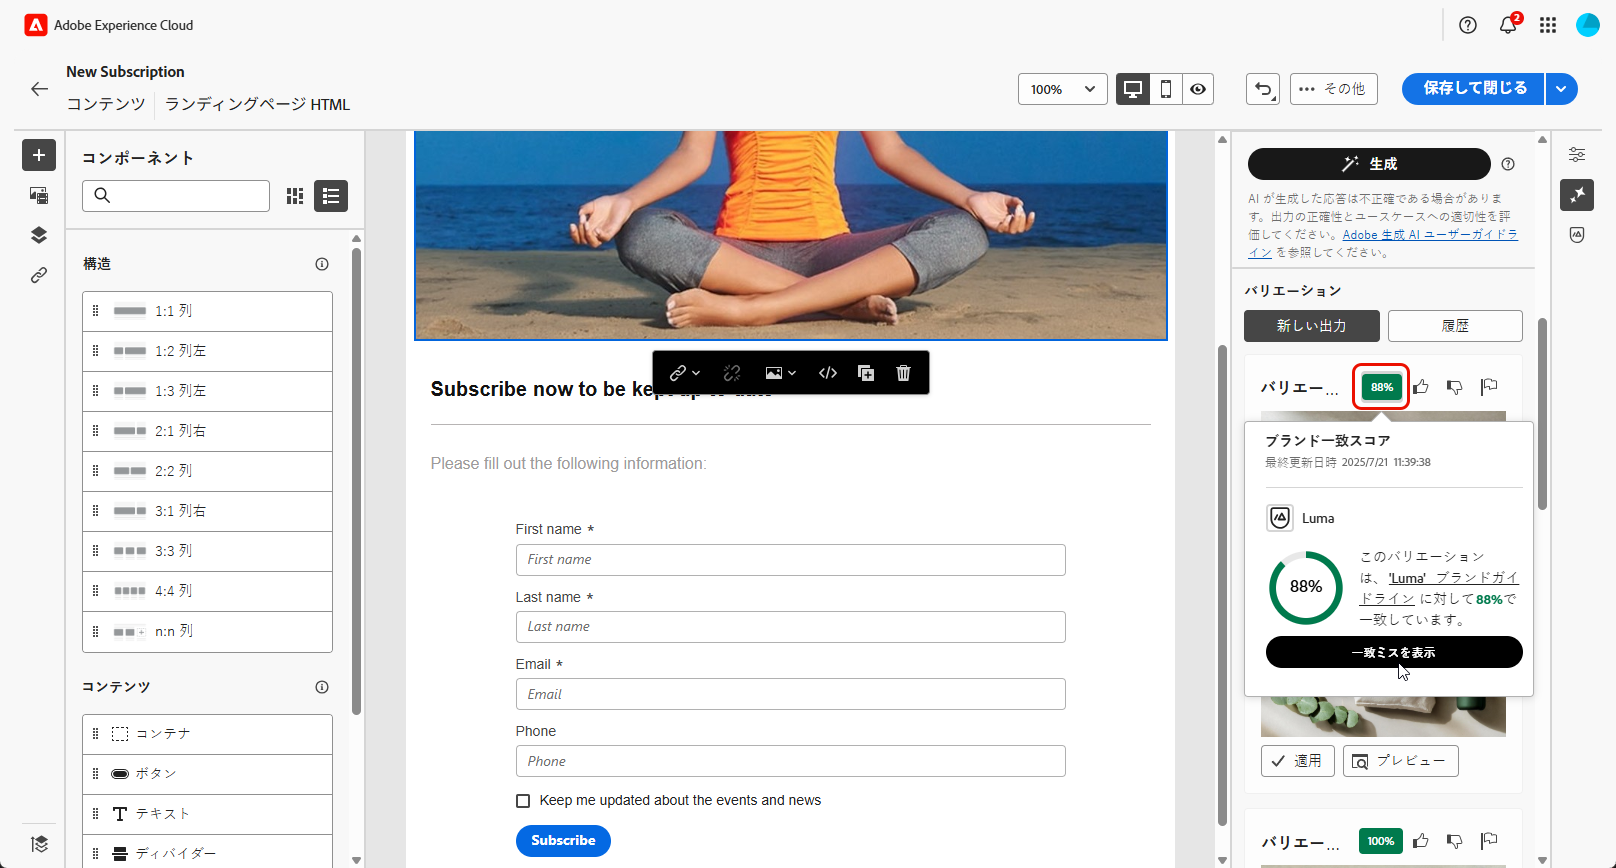 Adobe Experience Cloud
2
New Subscription
コンテンツ
ランディングページ HTML
100%
その他
保存して閉じる
コンポーネント
構造
1:1 列
1:2 列左
1:3 列左
2:1 列右
2:2 列
3:1 列右
3:3 列
4:4 列
n:n 列
コンテンツ
コンテナ
ボタン
テキスト
ディバイダー
Subscribe now to be
Please fill out the following information:
First name *
First name
Last name *
Last name
Email *
Email
Phone
Phone
Keep me updated about the events and news
Subscribe
生成
AI が生成した応答は不正確である場合がありま
す。出力の正確性とユースケースへの適切性を評
価してください。Adobe 生成 AI ユーザーガイドラ
イン を参照してください。
バリエーション
新しい出力
履歴
バリエー...
88%
ブランド一致スコア
最終更新日時 2025/7/21 11:39:38
Luma
88%
このバリエーション
は、'Luma' ブランドガイ
ドライン に対して88%で
一致しています。
一致ミスを表示
適用
プレビュー
バリエー...
100%